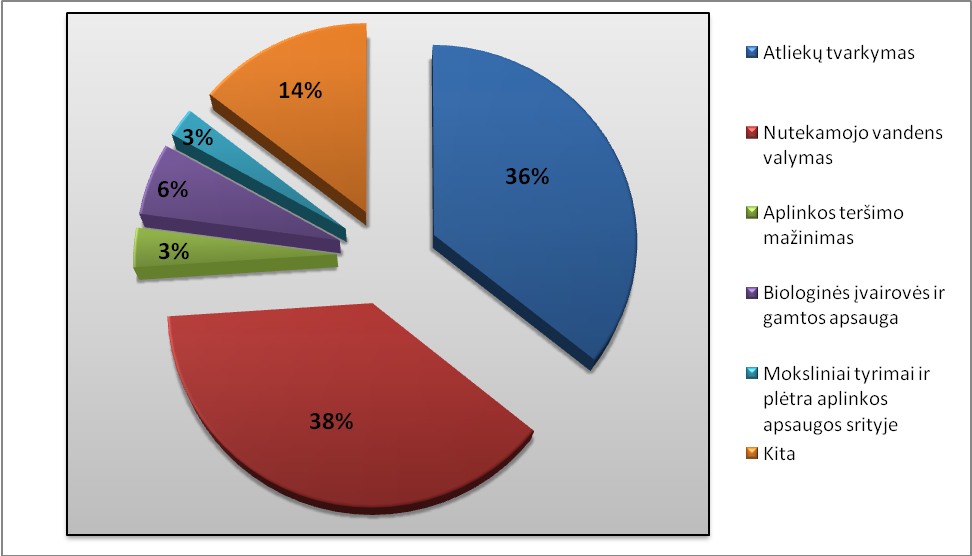 14%
3%
6%
3%
36%
38%
Atliekų tvarkymas
Nutekamojo vandens
valymas
Aplinkos teršimo
mažinimas
Biologinės įvairovės ir
gamtos apsauga
Moksliniai tyrimai ir
plėtra aplinkos
apsaugos srityje
Kita